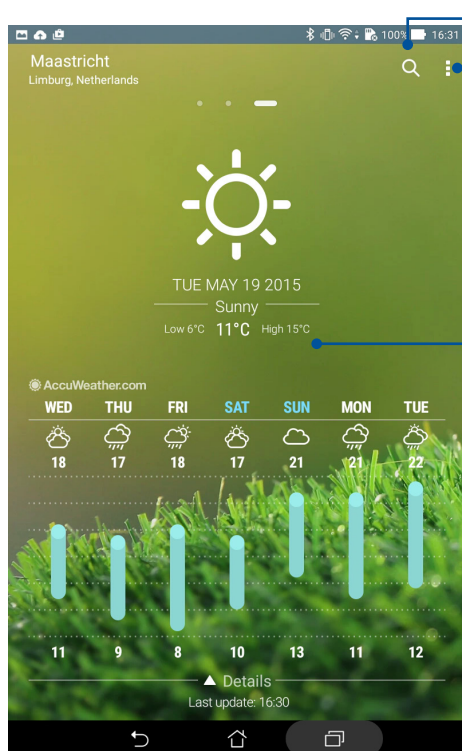 100% 16:31
Maastricht
Limburg, Netherlands
TUE MAY 19 2015
Sunny
Low 6°C 11°C High 15°C
AccuWeather.com
WED THU FRI SAT SUN MON TUE
18 17 18 17 21 21 22
11 9 8 10 13 11 12
Details
Last update: 16:30